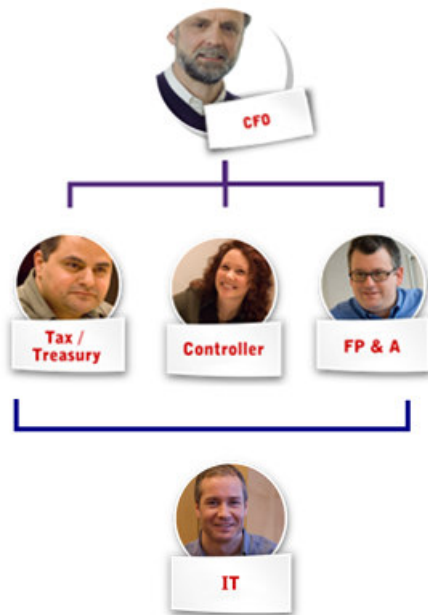 CFO
Tax /
Treasury
Controller
FP & A
IT